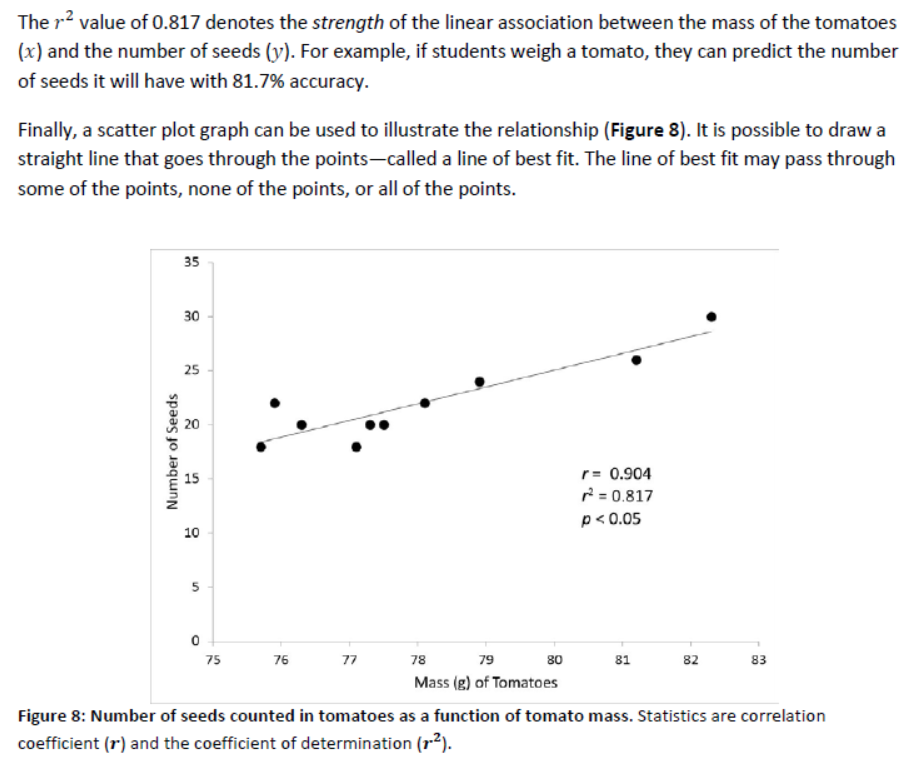 The r² value of 0.817 denotes the strength of the linear association between the mass of the tomatoes
(x) and the number of seeds (y). For example, if students weigh a tomato, they can predict the number
of seeds it will have with 81.7% accuracy.
Finally, a scatter plot graph can be used to illustrate the relationship (Figure 8). It is possible to draw a
straight line that goes through the points—called a line of best fit. The line of best fit may pass through
some of the points, none of the points, or all of the points.
35
30
25
20
15
10
5
0
Number of Seeds
r = 0.904
r² = 0.817
p < 0.05
75 76 77 78 79 80 81 82 83
Mass (g) of Tomatoes
Figure 8: Number of seeds counted in tomatoes as a function of tomato mass. Statistics are correlation
coefficient (r) and the coefficient of determination (r²).